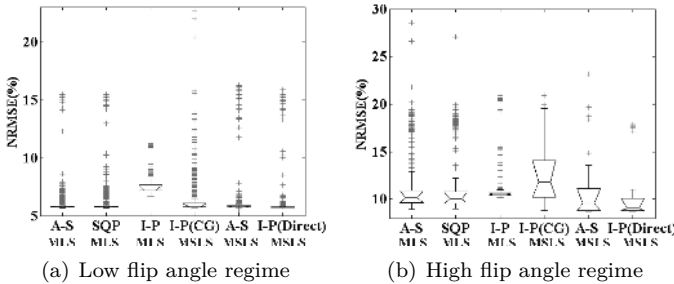 NRMSE(%)
20
15
10
5
A-S SQP I-P I-P(CG) A-S I-P(Direct)
MLS MLS MLS MSLS MSLS MSLS
(a) Low flip angle regime
NRMSE(%)
30
25
20
15
10
A-S SQP I-P I-P(CG) A-S I-P(Direct)
MLS MLS MLS MSLS MSLS MSLS
(b) High flip angle regime